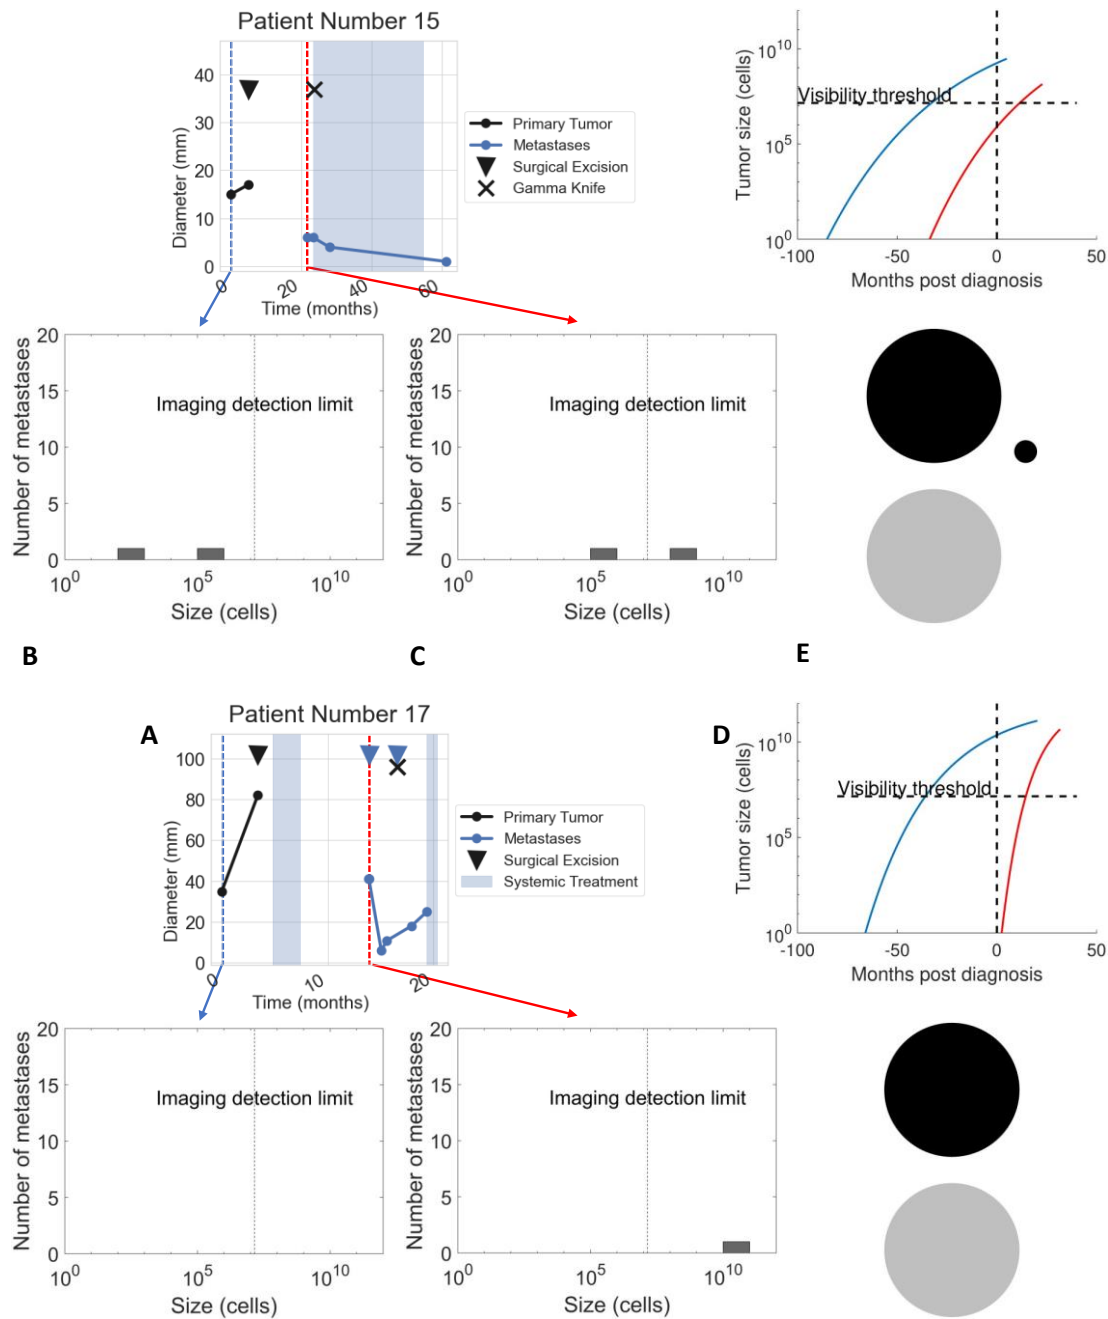 Patient Number 15
Diameter (mm)
40
30
20
10
0
0
20
40
60
Time (months)
Primary Tumor
Metastases
Surgical Excision
Gamma Knife
Tumor size (cells)
10^10
10^5
10^0
Visibility threshold
-100
-50
0
50
Months post diagnosis
Number of metastases
20
15
10
5
0
Imaging detection limit
10^0
10^5
10^10
Size (cells)
Number of metastases
20
15
10
5
0
Imaging detection limit
10^0
10^5
10^10
Size (cells)
B
C
E
A
Patient Number 17
D
Diameter (mm)
100
80
60
40
20
0
0
10
20
Time (months)
Primary Tumor
Metastases
Surgical Excision
Systemic Treatment
Tumor size (cells)
10^10
10^5
10^0
Visibility threshold
-100
-50
0
50
Months post diagnosis
Number of metastases
20
15
10
5
0
Imaging detection limit
10^0
10^5
10^10
Size (cells)
Number of metastases
20
15
10
5
0
Imaging detection limit
10^0
10^5
10^10
Size (cells)